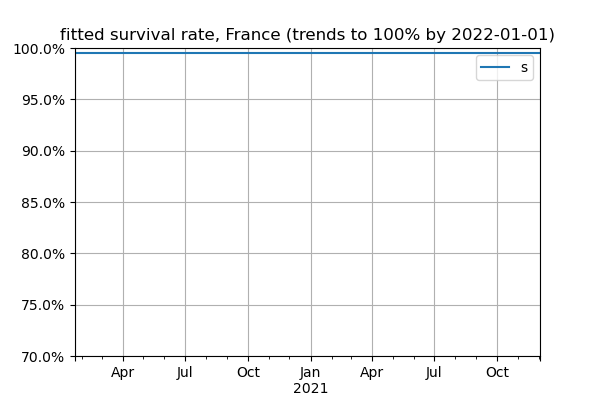 fitted survival rate, France (trends to 100% by 2022-01-01)
100.0%
s
95.0%
90.0%
85.0%
80.0%
75.0%
70.0%
Apr Jul Oct Jan Apr Jul Oct
2021